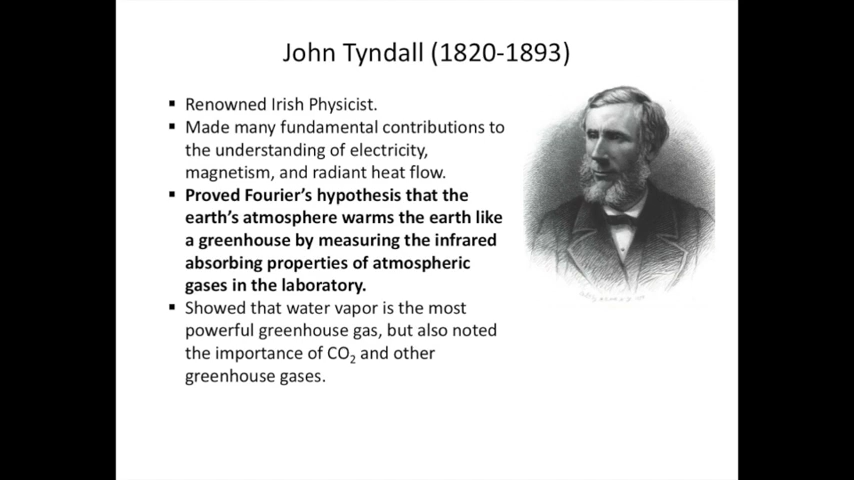 John Tyndall (1820-1893)
▪ Renowned Irish Physicist.
▪ Made many fundamental contributions to
the understanding of electricity,
magnetism, and radiant heat flow.
▪ Proved Fourier’s hypothesis that the
earth’s atmosphere warms the earth like
a greenhouse by measuring the infrared
absorbing properties of atmospheric
gases in the laboratory.
▪ Showed that water vapor is the most
powerful greenhouse gas, but also noted
the importance of CO₂ and other
greenhouse gases.